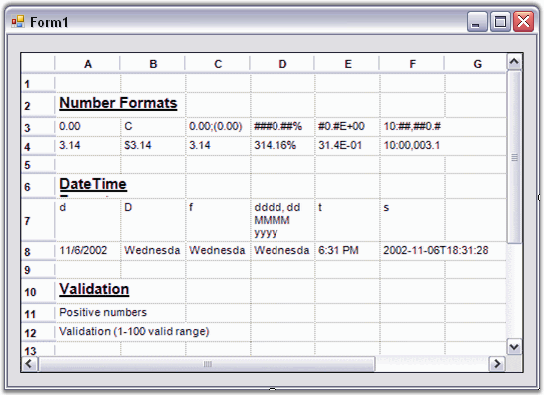 Form1
A B C D E F G
1
2 Number Formats
3 0.00 C 0.00;(0.00) ###0.##% #0.#E+00 10:##,##0.#
4 3.14 $3.14 3.14 314.16% 31.4E-01 10:00,003.1
5
6 DateTime
7 d D f dddd, dd t s
MMMM
yyyy
8 11/6/2002 Wednesda Wednesda Wednesda 6:31 PM 2002-11-06T18:31:28
9
10 Validation
11 Positive numbers
12 Validation (1-100 valid range)
13